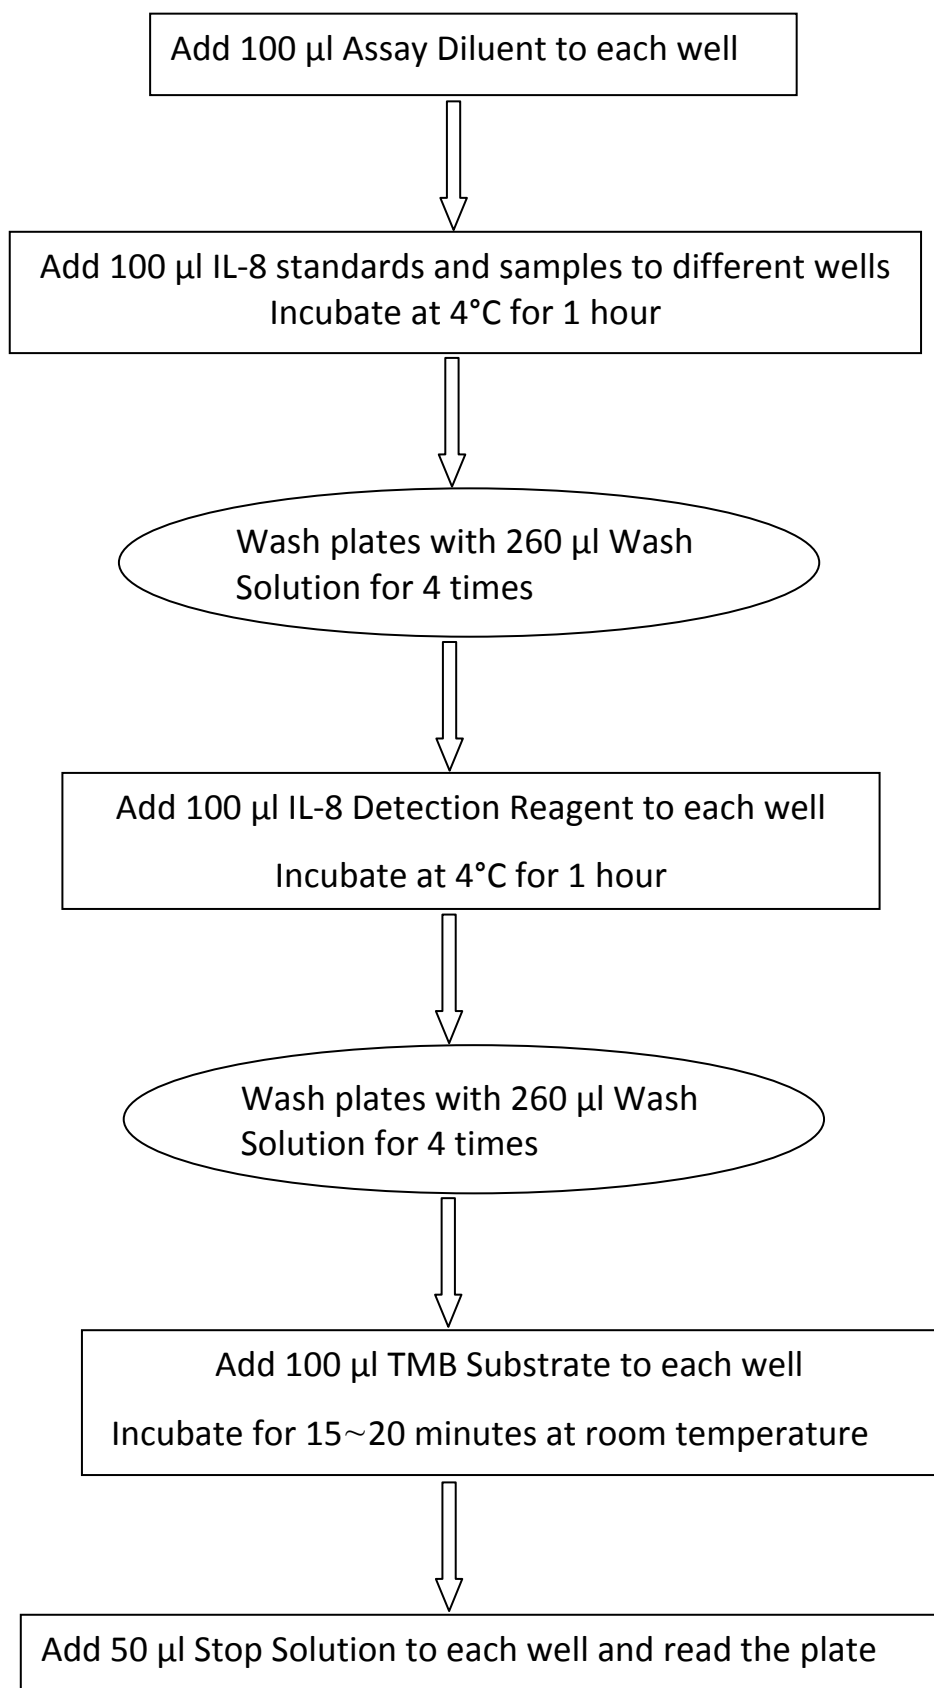 Add 100 µl Assay Diluent to each well
Add 100 µl IL-8 standards and samples to different wells
Incubate at 4°C for 1 hour
Wash plates with 260 µl Wash
Solution for 4 times
Add 100 µl IL-8 Detection Reagent to each well
Incubate at 4°C for 1 hour
Wash plates with 260 µl Wash
Solution for 4 times
Add 100 µl TMB Substrate to each well
Incubate for 15~20 minutes at room temperature
Add 50 µl Stop Solution to each well and read the plate